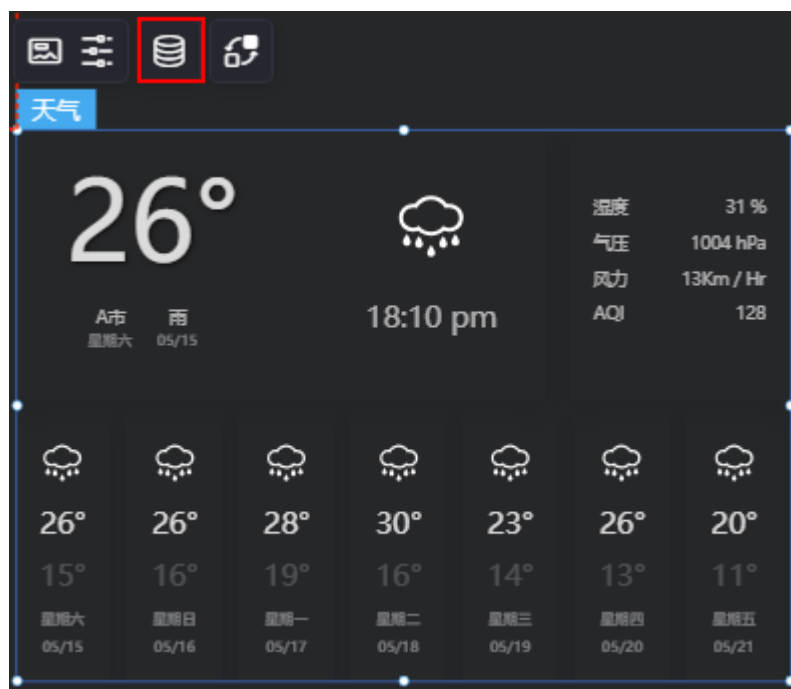 天气
26°
A市 雨
星期六 05/15
18:10 pm
湿度 31 %
气压 1004 hPa
风力 13Km / Hr
AQI 128
26° 26° 28° 30° 23° 26° 20°
15° 16° 19° 16° 14° 13° 11°
星期六 星期日 星期一 星期二 星期三 星期四 星期五
05/15 05/16 05/17 05/18 05/19 05/20 05/21